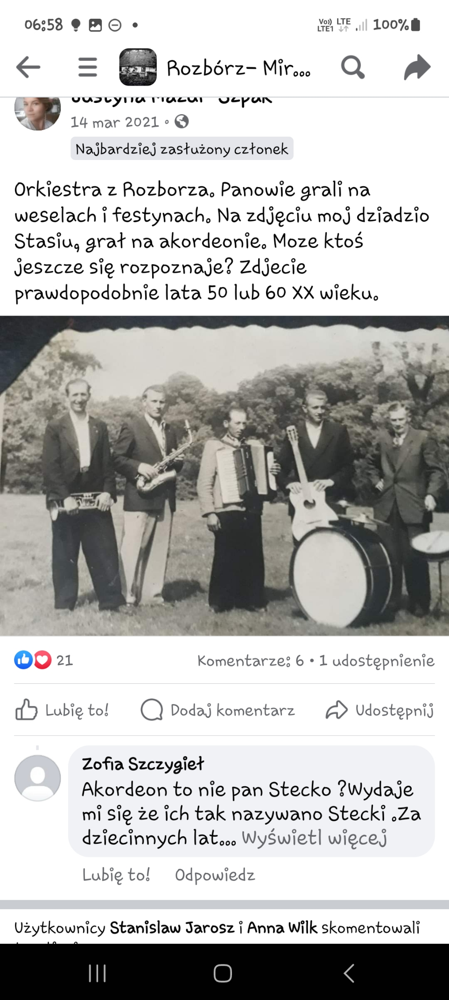 06:58
Vo)) LTE
LTE1
100%
Rozbórz- Mir...
Justyna Mazur- Szpak
14 mar 2021
Najbardziej zasłużony członek
Orkiestra z Rozborza. Panowie grali na
weselach i festynach. Na zdjęciu moj dziadzio
Stasiu, grał na akordeonie. Moze ktoś
jeszcze się rozpoznaje? Zdjecie
prawdopodobnie lata 50 lub 60 XX wieku.
21
Komentarze: 6 • 1 udostępnienie
Lubię to!
Dodaj komentarz
Udostępnij
Zofia Szczygieł
Akordeon to nie pan Stecko ?Wydaje
mi się że ich tak nazywano Stecki .Za
dziecinnych lat... Wyświetl więcej
Lubię to!
Odpowiedz
Użytkownicy Stanislaw Jarosz i Anna Wilk skomentowali